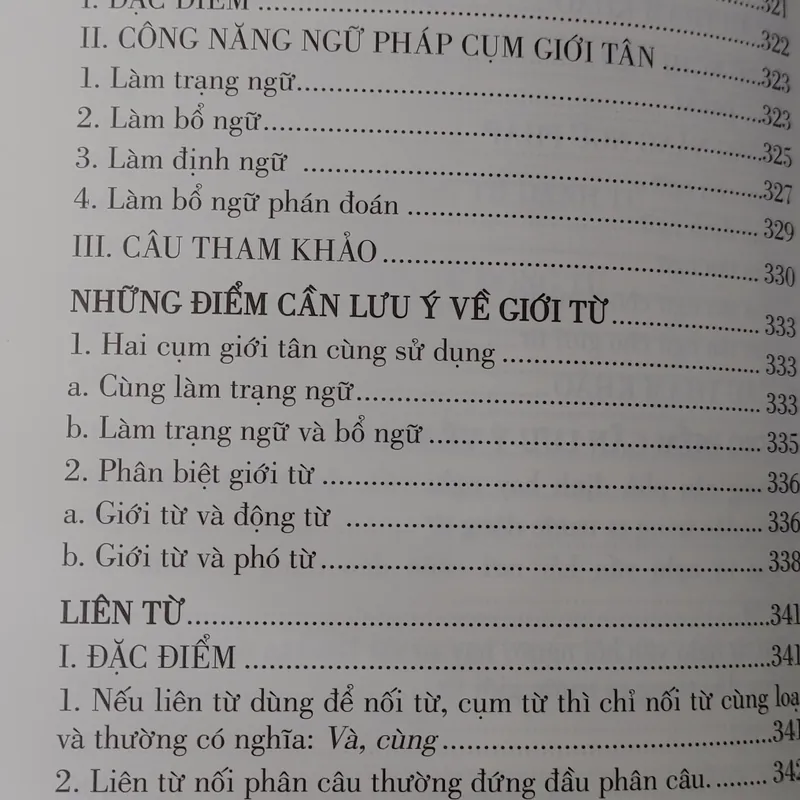 321
I. ĐẶC ĐIỂM ..... 322
II. CÔNG NĂNG NGỮ PHÁP CỤM GIỚI TÂN ..... 323
1. Làm trạng ngữ..... 323
2. Làm bổ ngữ..... 325
3. Làm định ngữ ..... 327
4. Làm bổ ngữ phán đoán ..... 329
III. CÂU THAM KHẢO ..... 330
NHỮNG ĐIỂM CẦN LƯU Ý VỀ GIỚI TỪ..... 333
1. Hai cụm giới tân cùng sử dụng ..... 333
a. Cùng làm trạng ngữ..... 333
b. Làm trạng ngữ và bổ ngữ ..... 335
2. Phân biệt giới từ ..... 336
a. Giới từ và động từ ..... 336
b. Giới từ và phó từ ..... 338
LIÊN TỪ..... 341
I. ĐẶC ĐIỂM ..... 341
1. Nếu liên từ dùng để nối từ, cụm từ thì chỉ nối từ cùng loạ
và thường có nghĩa: Và, cùng ..... 341
2. Liên từ nối phân câu thường đứng đầu phân câu. ..... 342